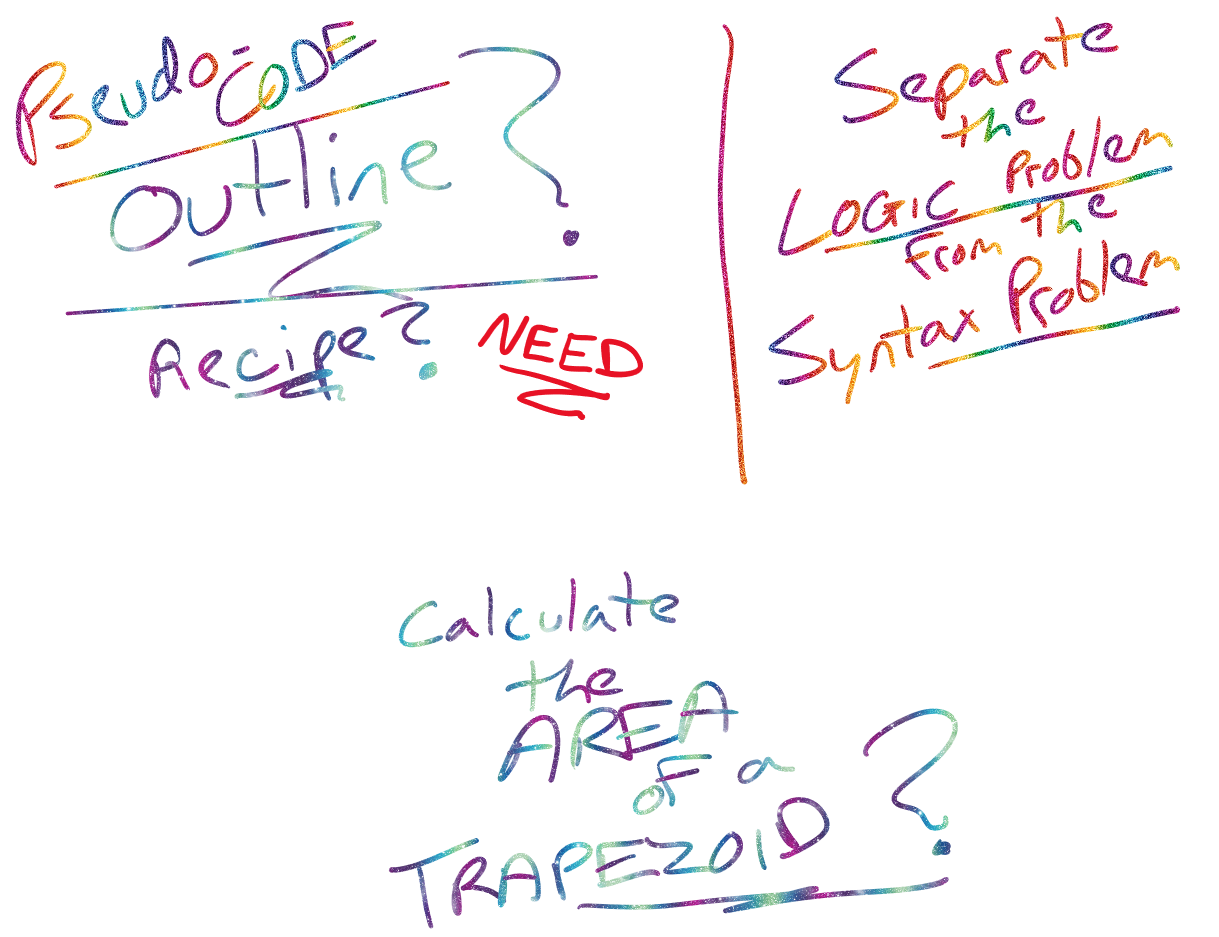 Pseudo-CODE
Outline ?
Recipe?
NEED
Separate
the
LOGIC Problem
From the
Syntax Problem
Calculate
the
AREA
oF a
TRAPEZOID ?